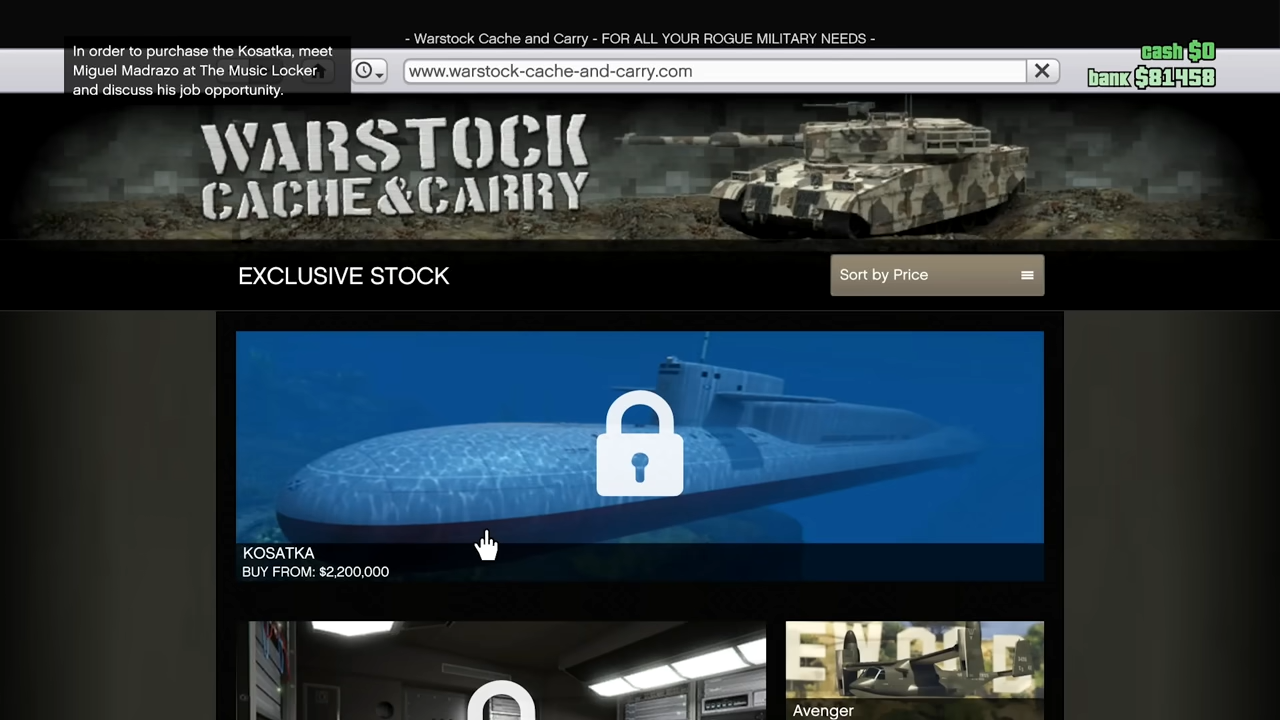 - Warstock Cache and Carry - FOR ALL YOUR ROGUE MILITARY NEEDS -
In order to purchase the Kosatka, meet
Miguel Madrazo at The Music Locker
and discuss his job opportunity.
www.warstock-cache-and-carry.com
cash $0
bank $81458
WARSTOCK
CACHE&CARRY
EXCLUSIVE STOCK
Sort by Price
KOSATKA
BUY FROM: $2,200,000
Avenger